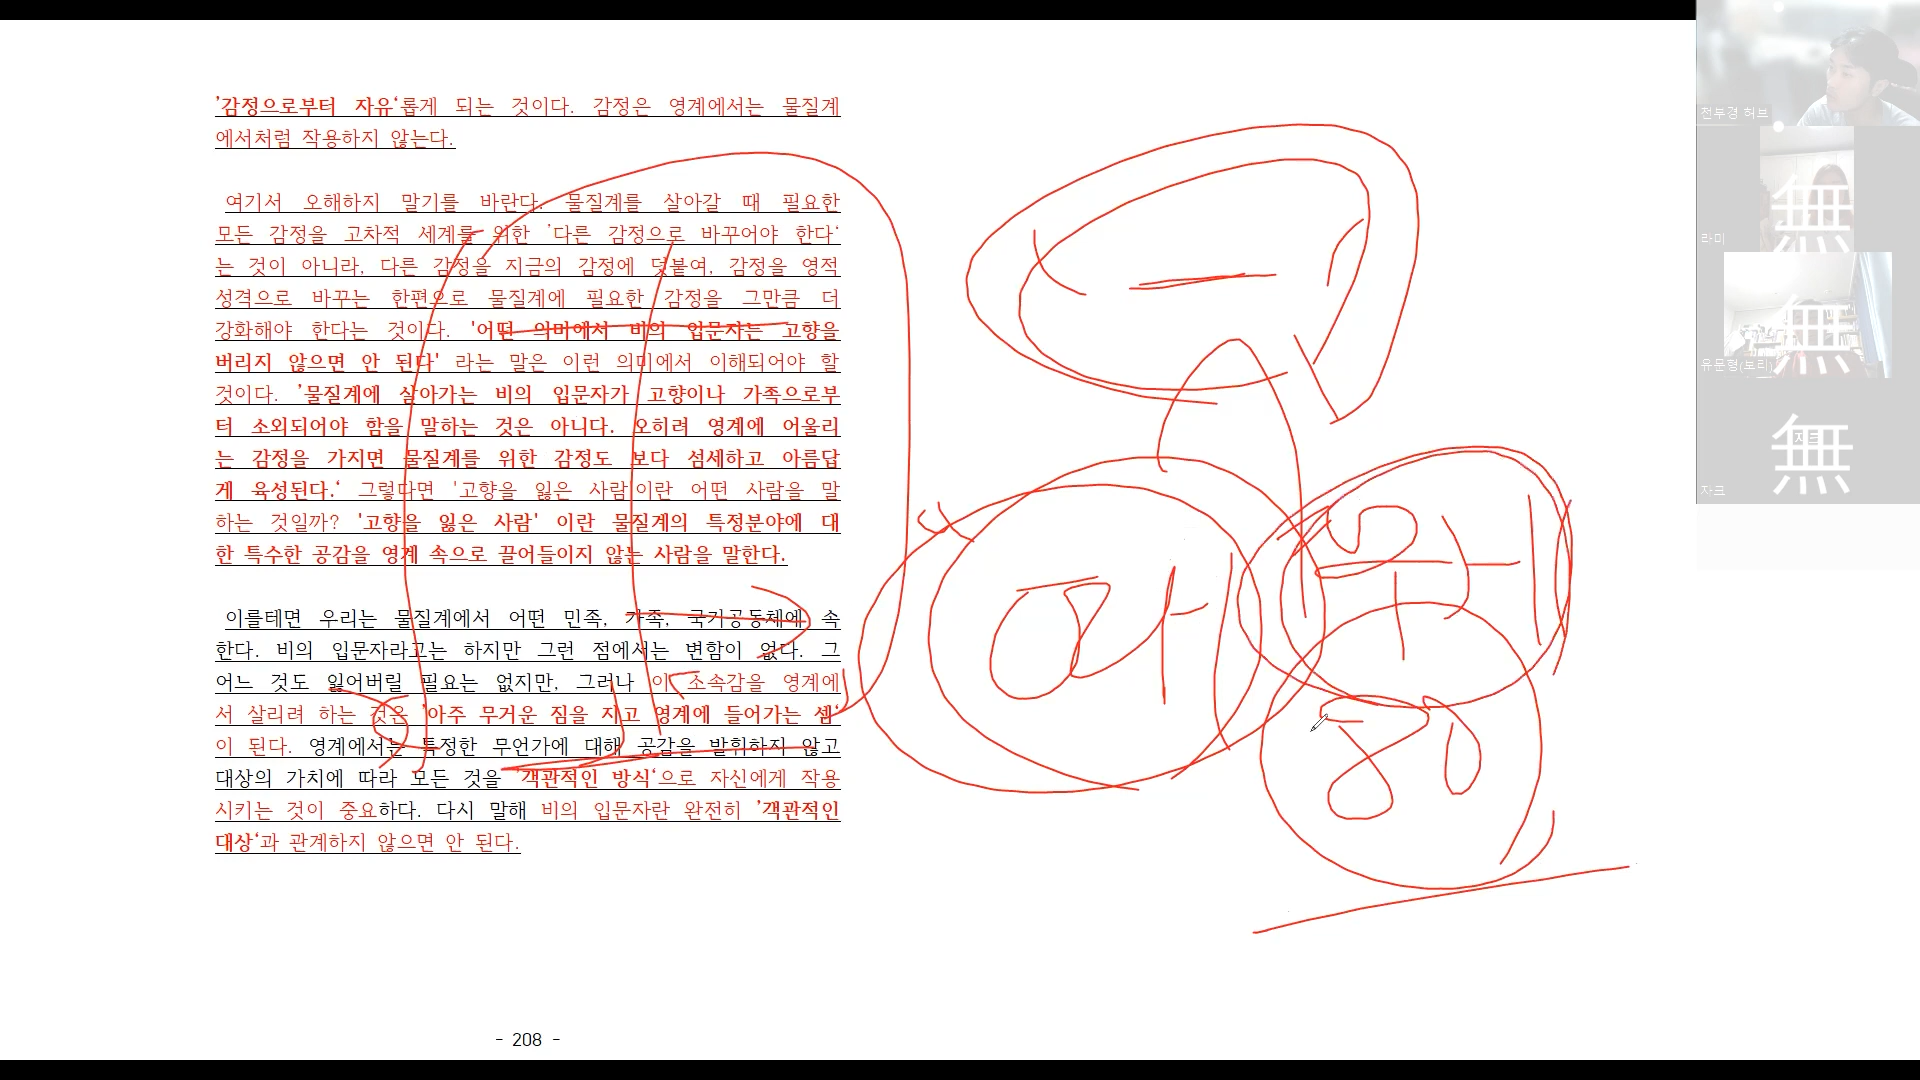 ’감정으로부터 자유‘롭게 되는 것이다. 감정은 영계에서는 물질계
에서처럼 작용하지 않는다.
여기서 오해하지 말기를 바란다. 물질계를 살아갈 때 필요한
모든 감정을 고차적 세계를 위한 '다른 감정으로 바꾸어야 한다‘
는 것이 아니라, 다른 감정을 지금의 감정에 덧붙여, 감정을 영적
성격으로 바꾸는 한편으로 물질계에 필요한 감정을 그만큼 더
강화해야 한다는 것이다. '어떤 의미에서 비의 입문자는 고향을
버리지 않으면 안 된다' 라는 말은 이런 의미에서 이해되어야 할
것이다. ’물질계에 살아가는 비의 입문자가 고향이나 가족으로부
터 소외되어야 함을 말하는 것은 아니다. 오히려 영계에 어울리
는 감정을 가지면 물질계를 위한 감정도 보다 섬세하고 아름답
게 육성된다.‘ 그렇다면 '고향을 잃은 사람'이란 어떤 사람을 말
하는 것일까? '고향을 잃은 사람' 이란 물질계의 특정분야에 대
한 특수한 공감을 영계 속으로 끌어들이지 않는 사람을 말한다.
이를테면 우리는 물질계에서 어떤 민족, 가족, 국가공동체에 속
한다. 비의 입문자라고는 하지만 그런 점에서는 변함이 없다. 그
어느 것도 잃어버릴 필요는 없지만, 그러나 이 소속감을 영계에
서 살리려 하는 것은 ’아주 무거운 짐을 지고 영계에 들어가는 셈‘
이 된다. 영계에서는 특정한 무언가에 대해 공감을 발휘하지 않고
대상의 가치에 따라 모든 것을 ’객관적인 방식‘으로 자신에게 작용
시키는 것이 중요하다. 다시 말해 비의 입문자란 완전히 ’객관적인
대상‘과 관계하지 않으면 안 된다.
- 208 -
전투경 허브
無
라미
無
유문형(보리)
無
자크
자크